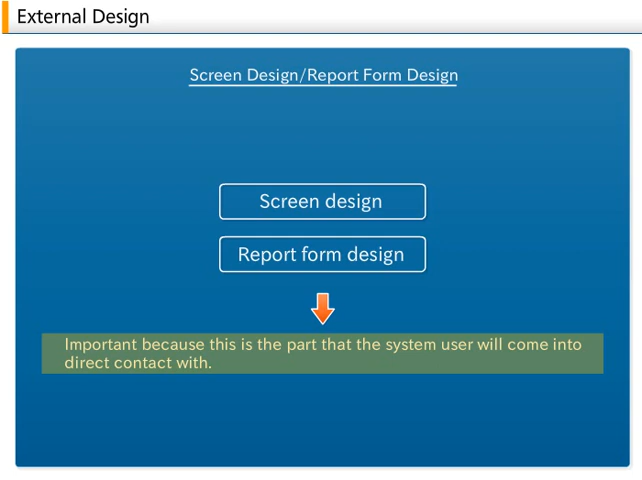 External Design
Screen Design/Report Form Design
Screen design
Report form design
Important because this is the part that the system user will come into
direct contact with.